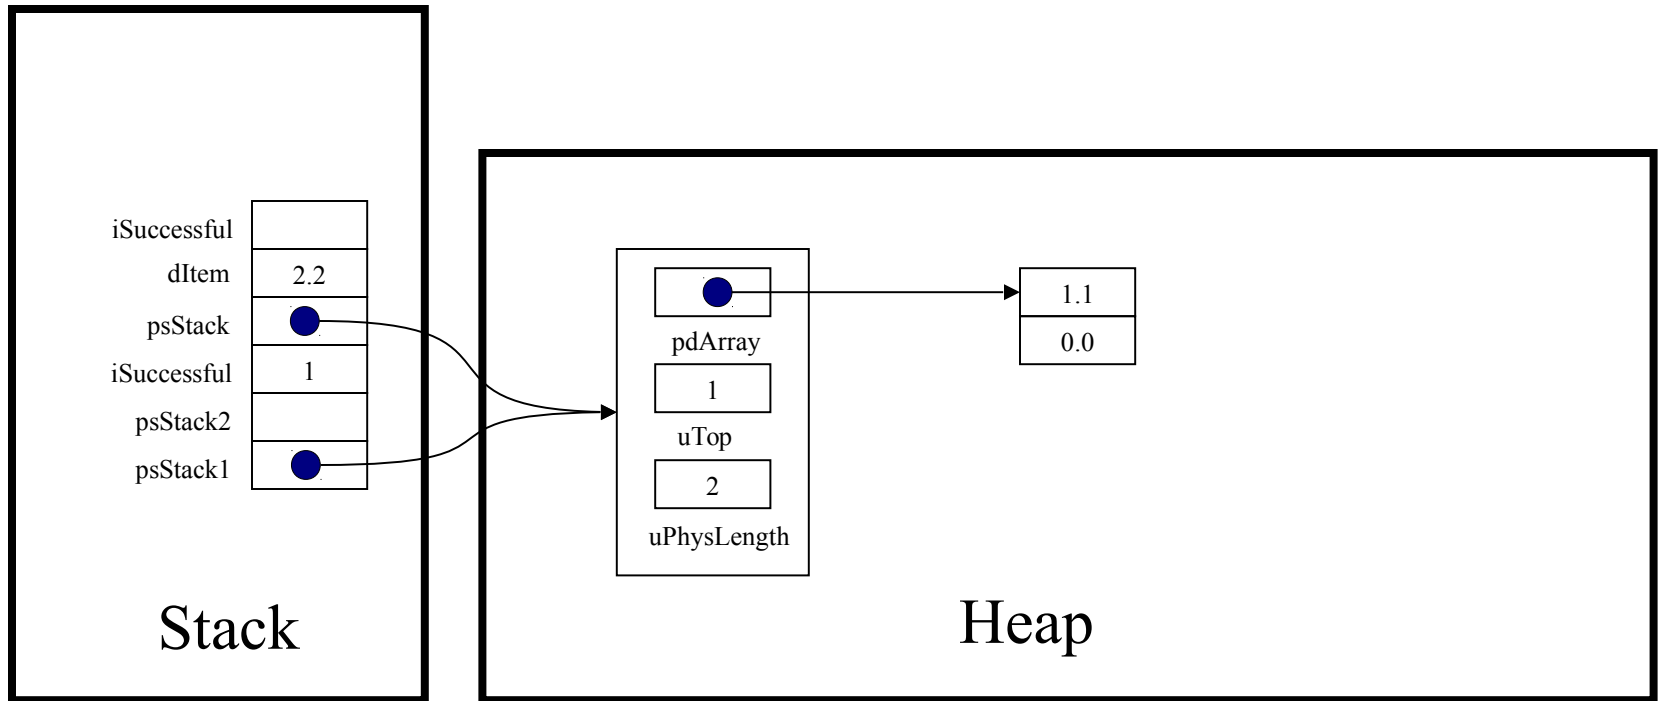 iSuccessful
dItem 2.2
psStack
iSuccessful 1
psStack2
psStack1
Stack
pdArray
1
uTop
2
uPhysLength
1.1
0.0
Heap